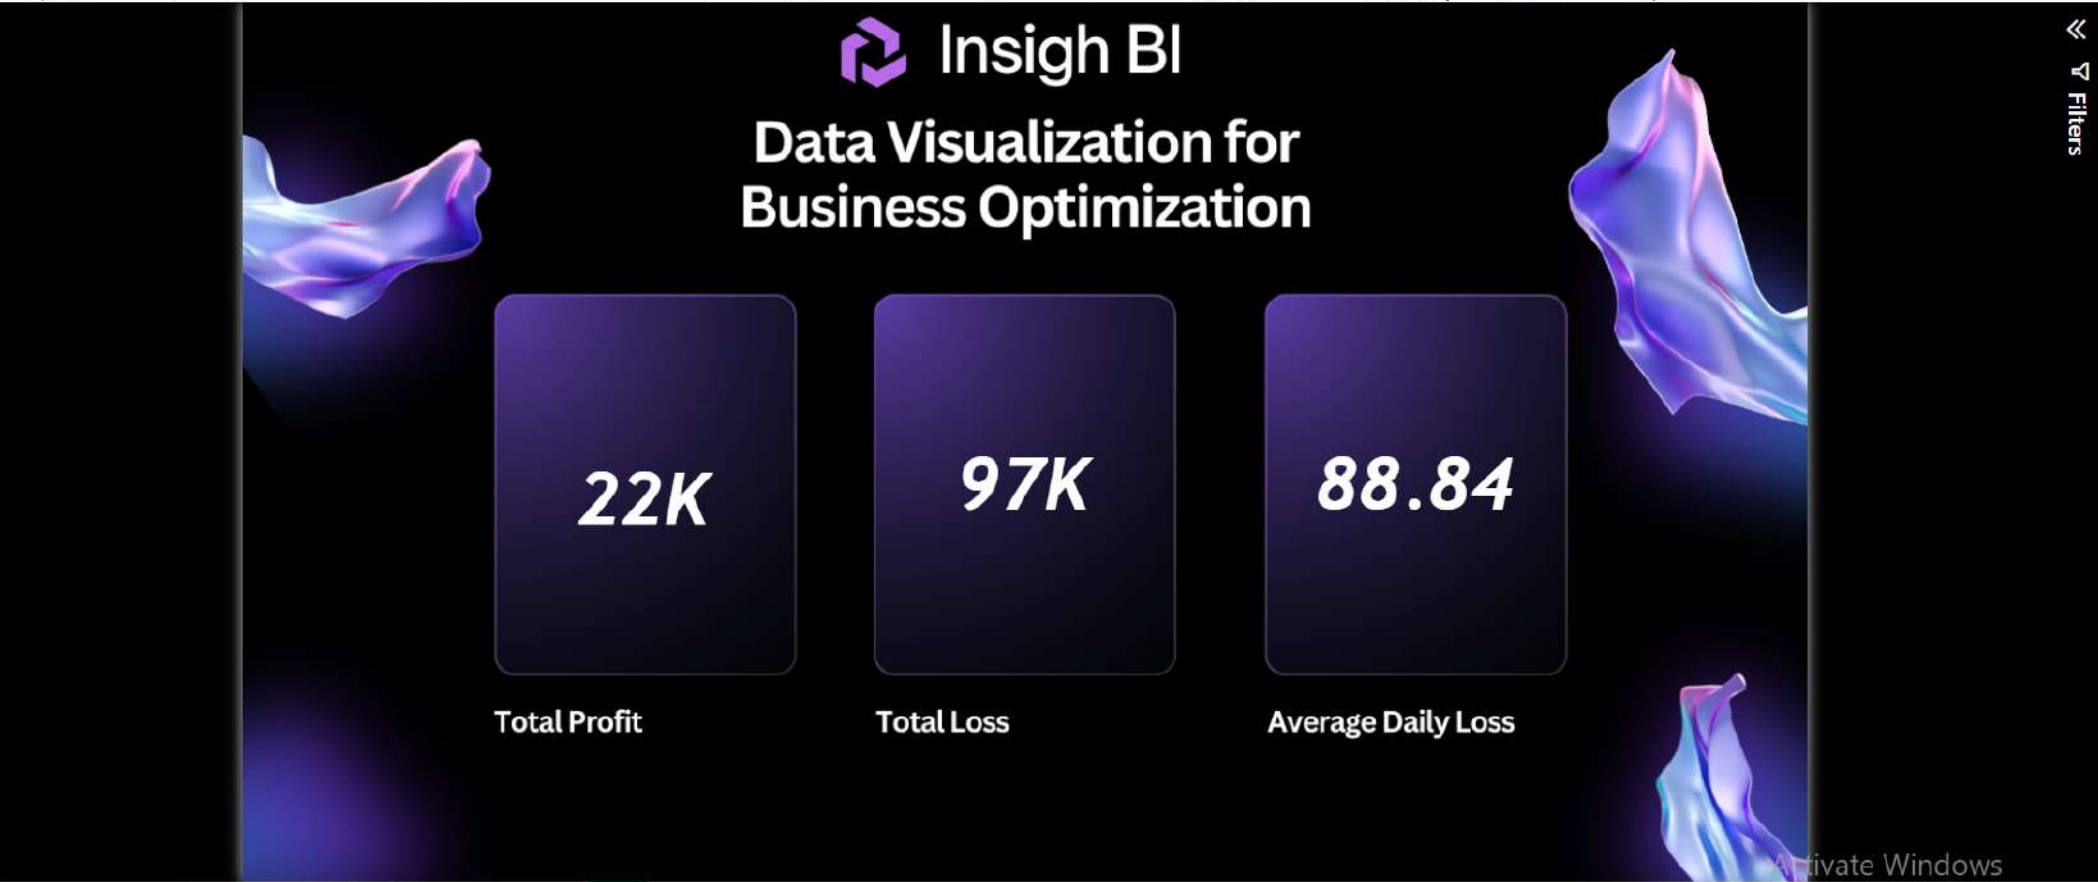 Insigh BI
Data Visualization for
Business Optimization
22K
97K
88.84
Total Profit
Total Loss
Average Daily Loss
Filters
Activate Windows